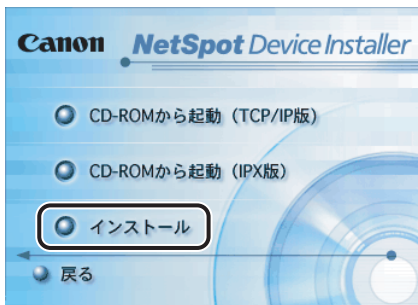 Canon NetSpot Device Installer
CD-ROMから起動（TCP/IP版）
CD-ROMから起動（IPX版）
インストール
戻る